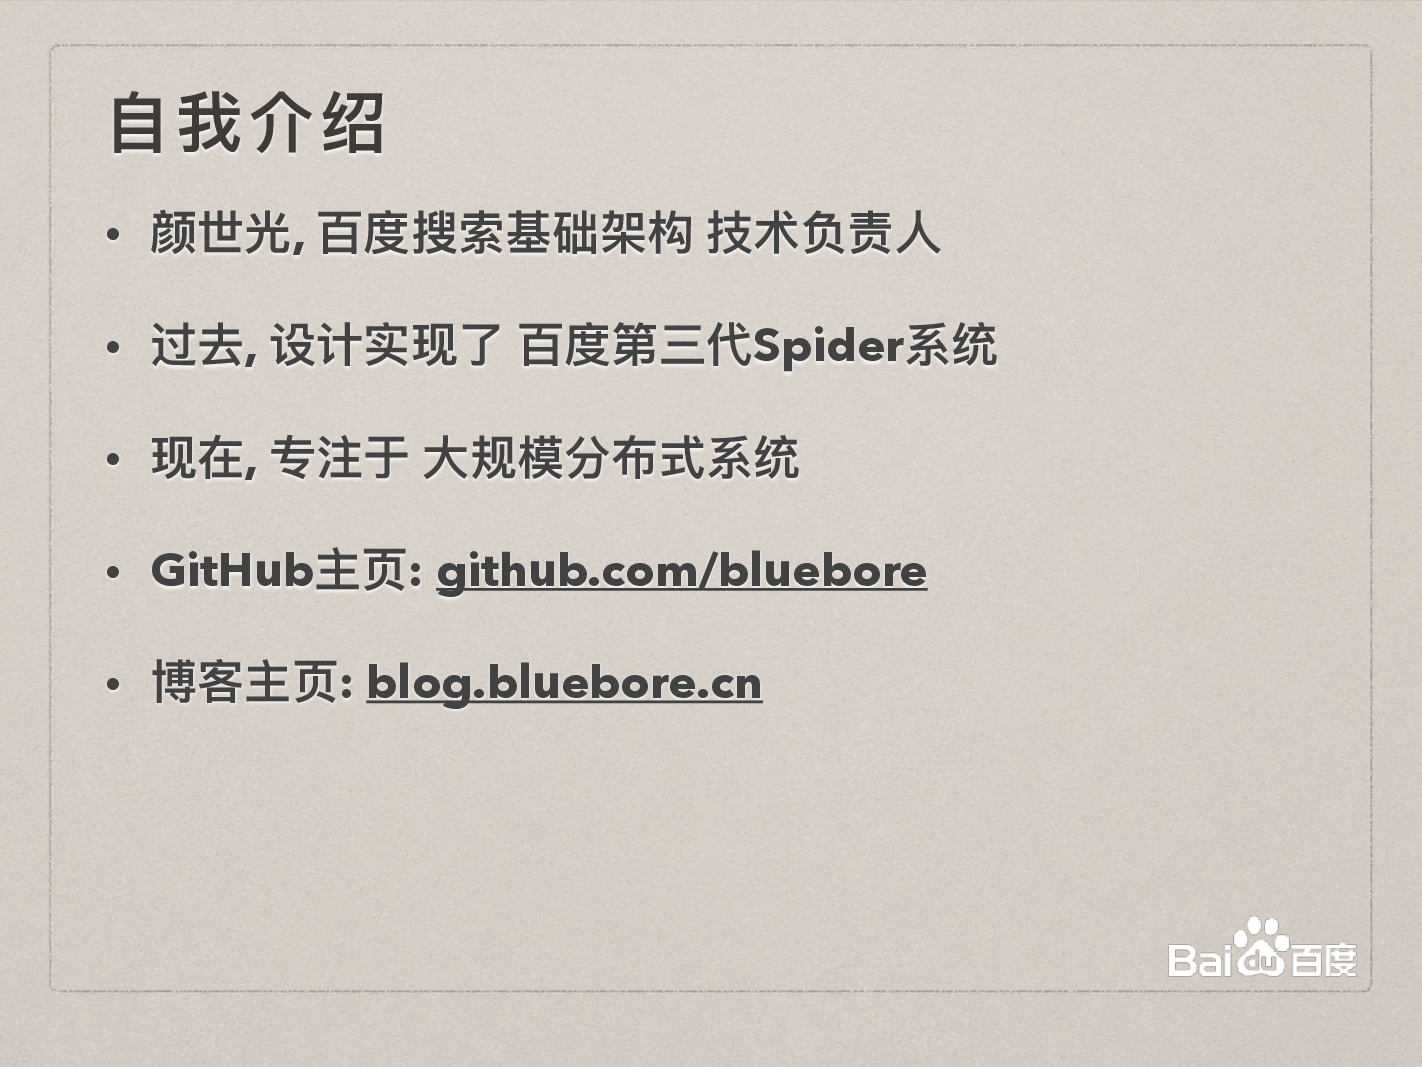 自我介绍
• 颜世光, 百度搜索基础架构 技术负责人
• 过去, 设计实现了 百度第三代Spider系统
• 现在, 专注于 大规模分布式系统
• GitHub主页: github.com/bluebore
• 博客主页: blog.bluebore.cn
Bai du 百度